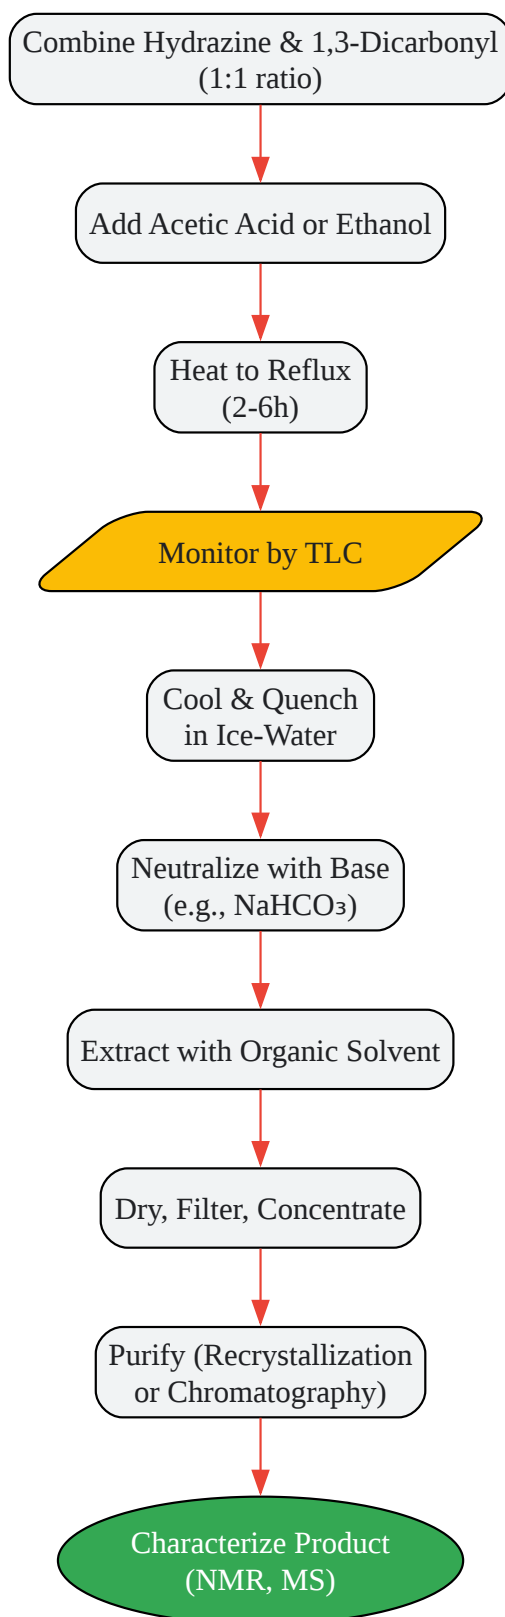 Combine Hydrazine & 1,3-Dicarbonyl
(1:1 ratio)
Add Acetic Acid or Ethanol
Heat to Reflux
(2-6h)
Monitor by TLC
Cool & Quench
in Ice-Water
Neutralize with Base
(e.g., NaHCO₃)
Extract with Organic Solvent
Dry, Filter, Concentrate
Purify (Recrystallization
or Chromatography)
Characterize Product
(NMR, MS)